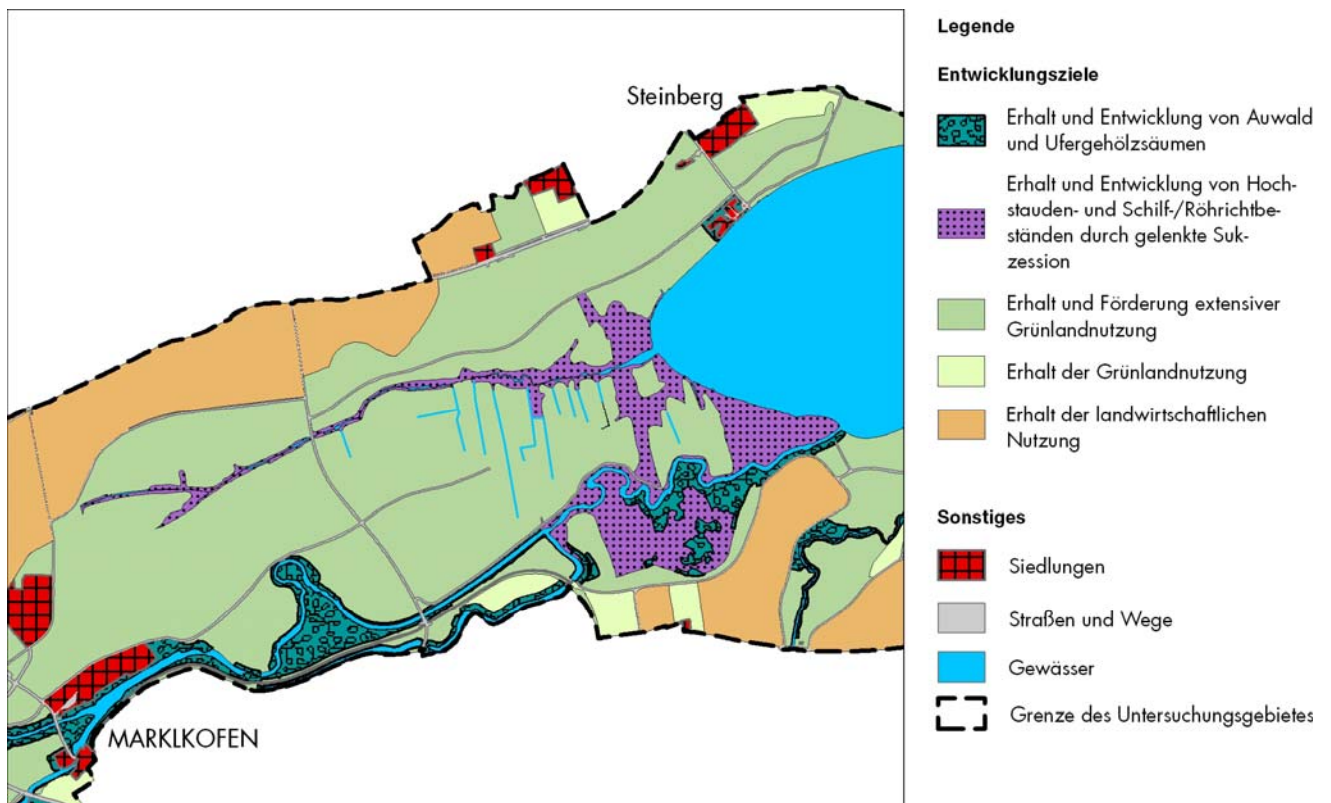 Steinberg
MARKLKOFEN
Legende
Entwicklungsziele
Erhalt und Entwicklung von Auwald
und Ufergehölzsäumen
Erhalt und Entwicklung von Hoch-
stauden- und Schilf-/Röhrichtbe-
ständen durch gelenkte Suk-
zession
Erhalt und Förderung extensiver
Grünlandnutzung
Erhalt der Grünlandnutzung
Erhalt der landwirtschaftlichen
Nutzung
Sonstiges
Siedlungen
Straßen und Wege
Gewässer
Grenze des Untersuchungsgebietes